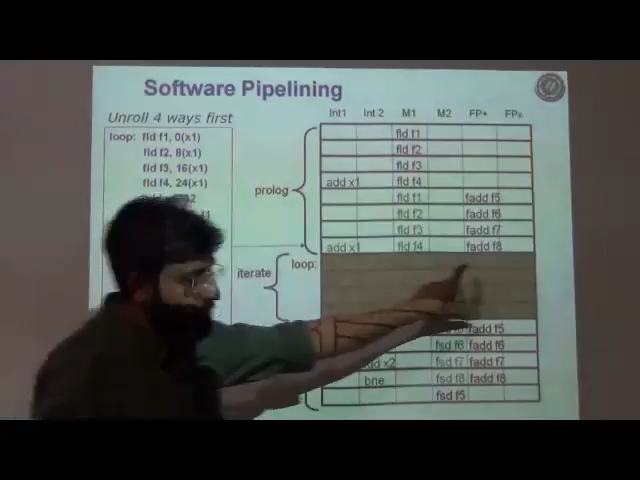 Software Pipelining
Unroll 4 ways first
loop: fld f1, 0(x1)
fld f2, 8(x1)
fld f3, 16(x1)
fld f4, 24(x1)
prolog
iterate
loop:
Int1 Int 2 M1 M2 FP+ FPx
fld f1
fld f2
fld f3
add x1 fld f4
fld f1 fadd f5
fld f2 fadd f6
fld f3 fadd f7
add x1 fld f4 fadd f8
fadd f5
fsd f6 fadd f6
x2 fsd f7 fadd f7
bne fsd f8 fadd f8
fsd f5